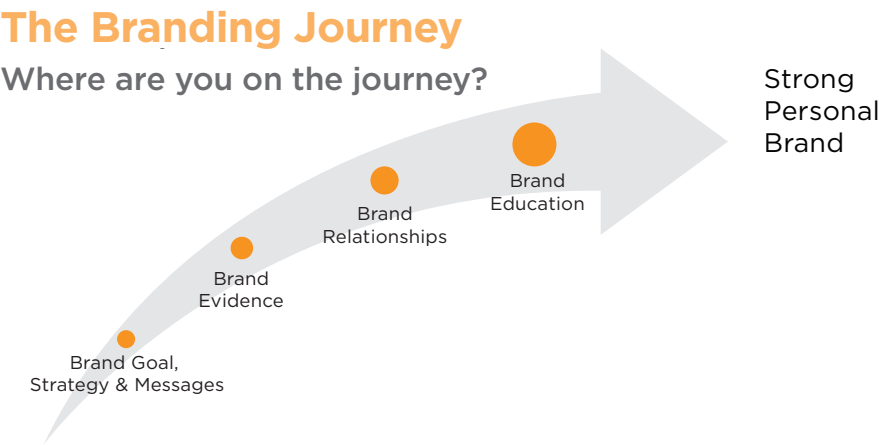 The Branding Journey
Where are you on the journey?
Strong
Personal
Brand
Brand
Education
Brand
Relationships
Brand
Evidence
Brand Goal,
Strategy & Messages